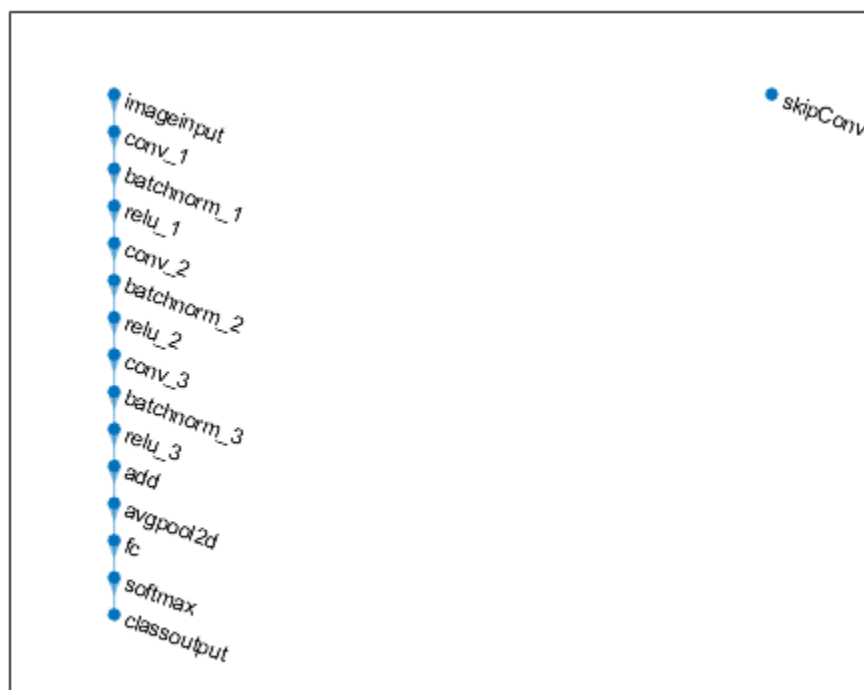 imageinput
skipConv
conv_1
batchnorm_1
relu_1
conv_2
batchnorm_2
relu_2
conv_3
batchnorm_3
relu_3
add
avgpool2d
fc
softmax
classoutput